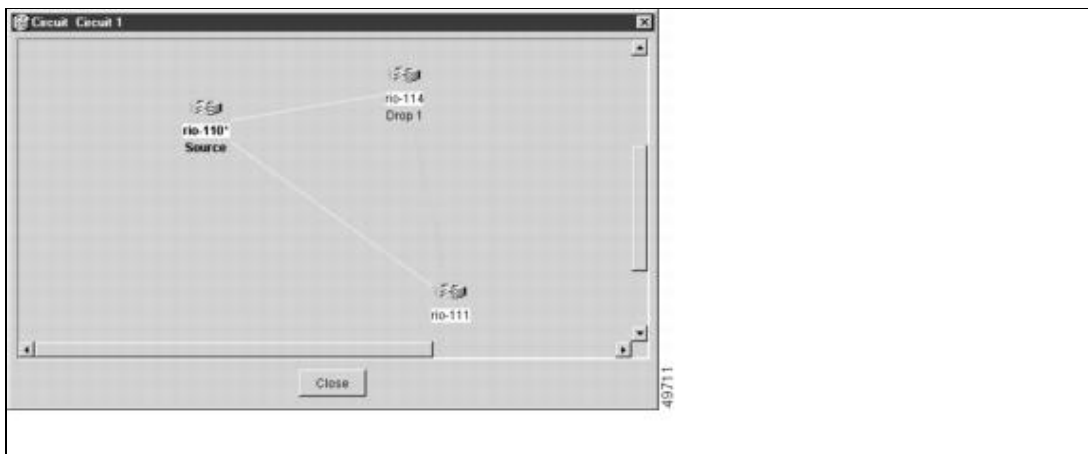 Circuit Circuit 1
rio-114
Drop 1
rio-110*
Source
rio-111
Close
49711